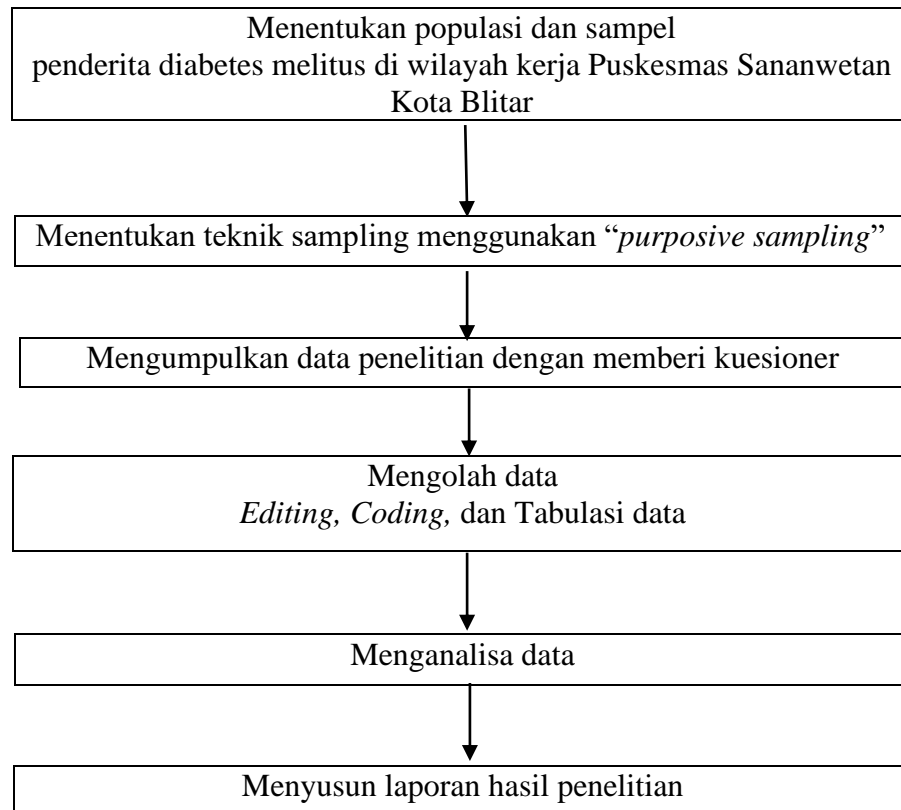 Menentukan populasi dan sampel
penderita diabetes melitus di wilayah kerja Puskesmas Sananwetan
Kota Blitar
Menentukan teknik sampling menggunakan “purposive sampling”
Mengumpulkan data penelitian dengan memberi kuesioner
Mengolah data
Editing, Coding, dan Tabulasi data
Menganalisa data
Menyusun laporan hasil penelitian